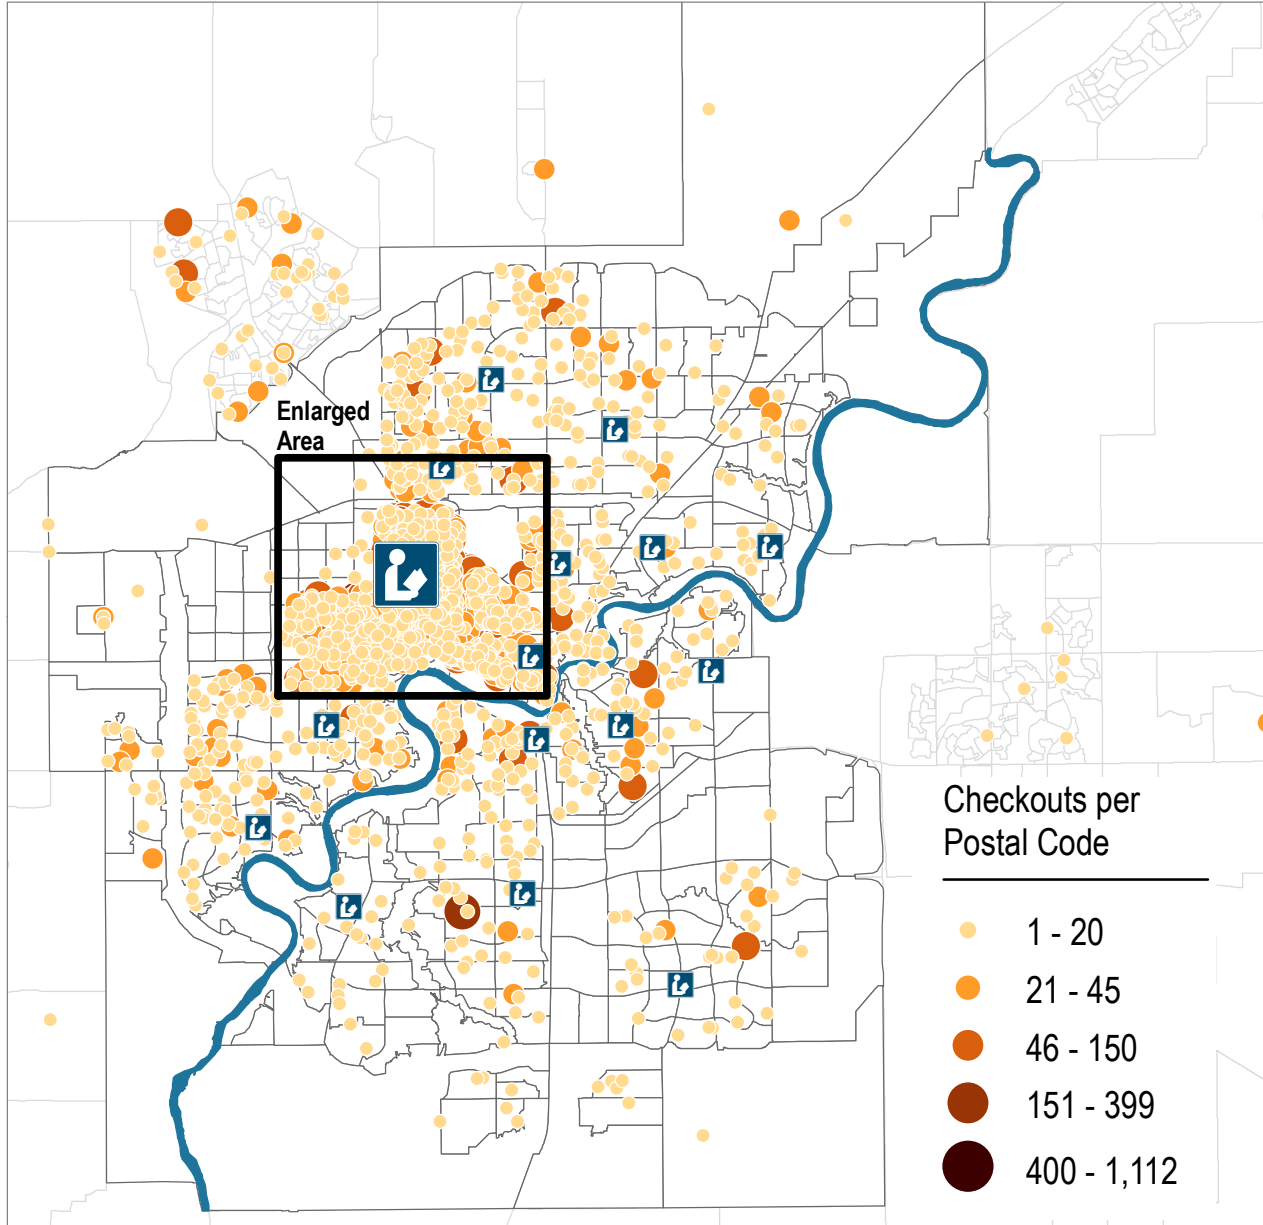 Enlarged
Area
Checkouts per
Postal Code
1 - 20
21 - 45
46 - 150
151 - 399
400 - 1,112